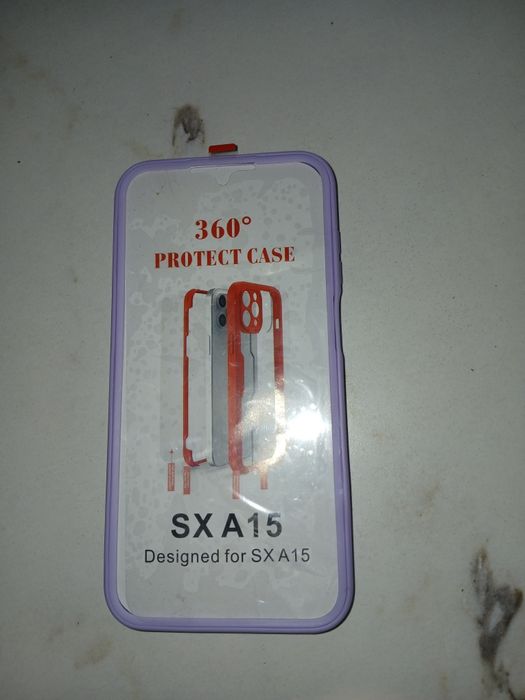 360°
PROTECT CASE
SX A15
Designed for SX A15